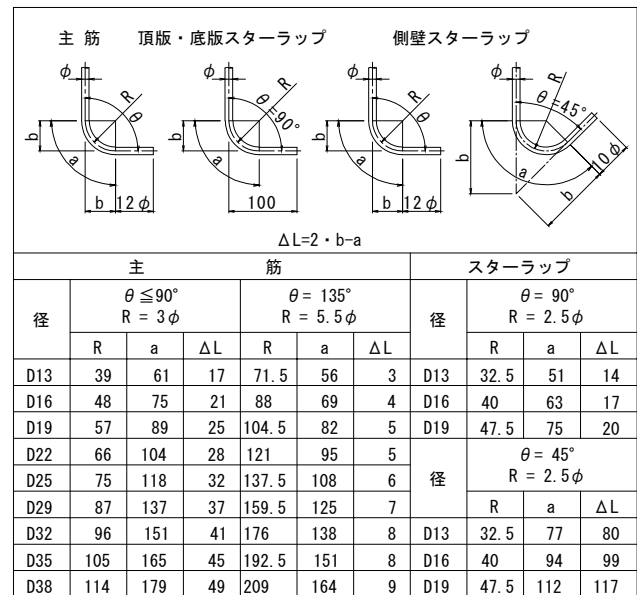 主筋 頂版・底版スターラップ 側壁スターラップ
φ R θ b a b 12φ
φ R θ=90° b a 100
φ R θ b a b 12φ
R θ=45° b a b 10φ
ΔL=2・b-a
主筋 スターラップ
径 θ≦90° θ= 135° 径 θ= 90°
R = 3φ R = 5.5φ R = 2.5φ
R a ΔL R a ΔL R a ΔL
D13 39 61 17 71.5 56 3 D13 32.5 51 14
D16 48 75 21 88 69 4 D16 40 63 17
D19 57 89 25 104.5 82 5 D19 47.5 75 20
D22 66 104 28 121 95 5 径 θ= 45°
D25 75 118 32 137.5 108 6 R = 2.5φ
D29 87 137 37 159.5 125 7 R a ΔL
D32 96 151 41 176 138 8 D13 32.5 77 80
D35 105 165 45 192.5 151 8 D16 40 94 99
D38 114 179 49 209 164 9 D19 47.5 112 117